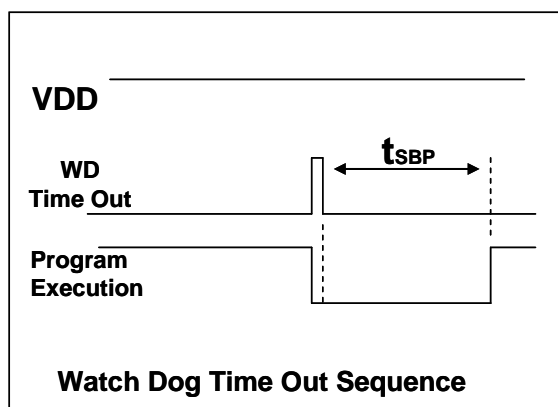 VDD
tSBP
WD
Time Out
Program
Execution
Watch Dog Time Out Sequence